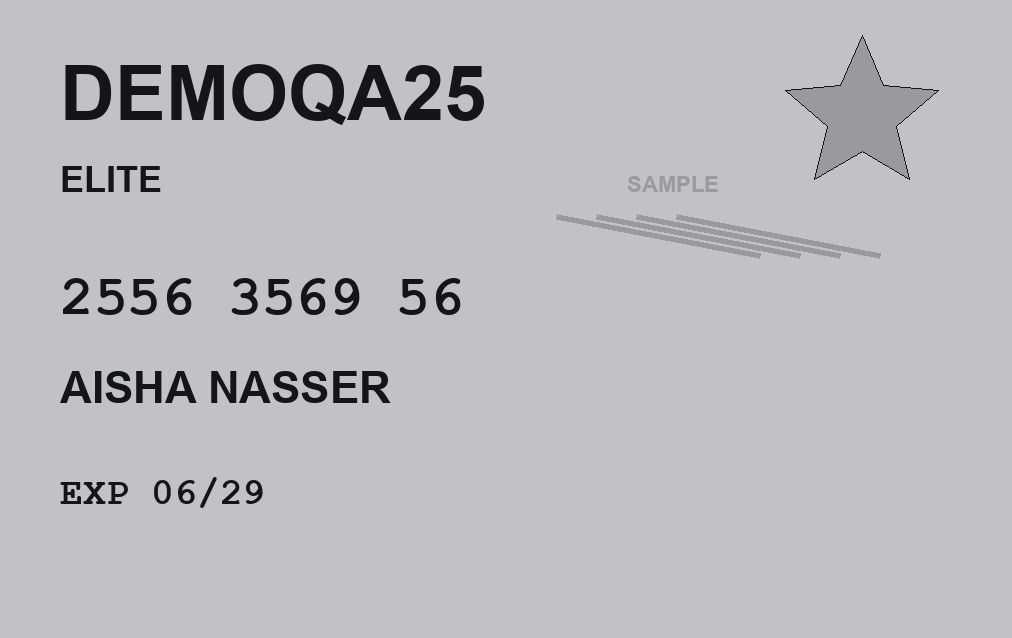 DEMOQA25
ELITE
SAMPLE
2556 3569 56
AISHA NASSER
EXP 06/29